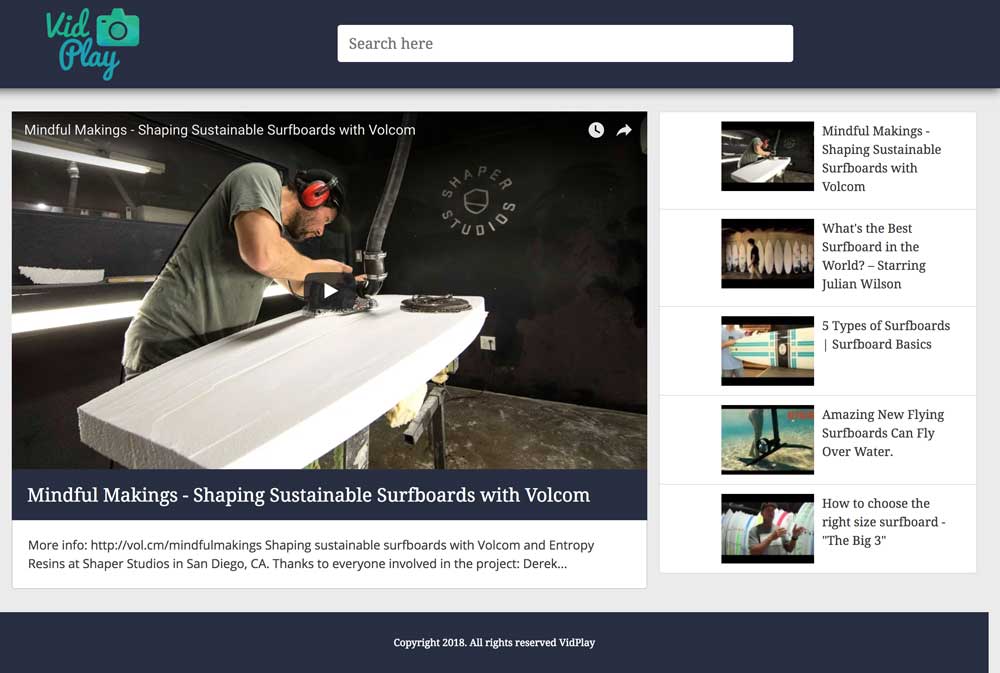 Vid
Play
Search here
Mindful Makings - Shaping Sustainable Surfboards with Volcom
SHAPER
STUDIOS
Mindful Makings - Shaping Sustainable Surfboards with Volcom
More info: http://vol.cm/mindfulmakings Shaping sustainable surfboards with Volcom and Entropy
Resins at Shaper Studios in San Diego, CA. Thanks to everyone involved in the project: Derek...
Mindful Makings -
Shaping Sustainable
Surfboards with
Volcom
What's the Best
Surfboard in the
World? – Starring
Julian Wilson
5 Types of Surfboards
| Surfboard Basics
Amazing New Flying
Surfboards Can Fly
Over Water.
How to choose the
right size surfboard -
"The Big 3"
Copyright 2018. All rights reserved VidPlay